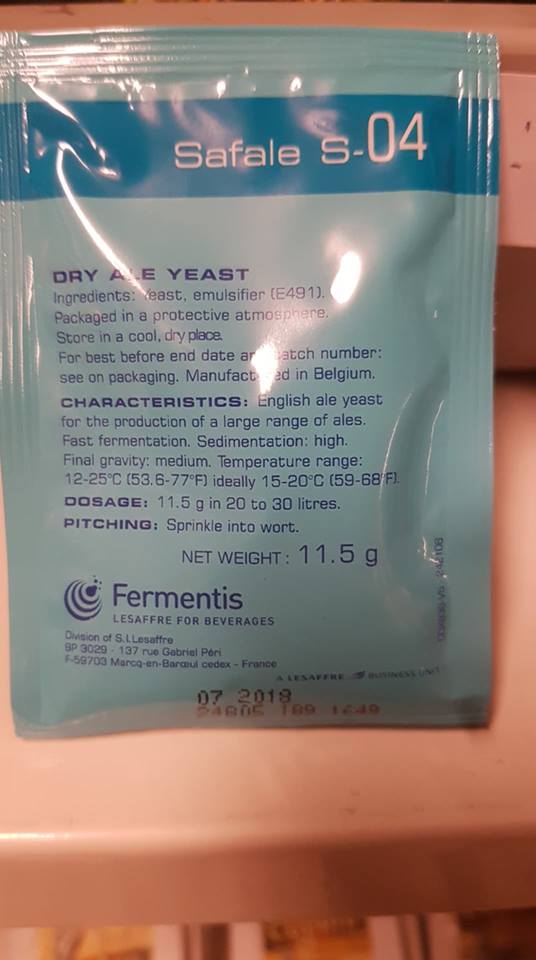 Safale S-04
DRY ALE YEAST
Ingredients: Yeast, emulsifier (E491).
Packaged in a protective atmosphere.
Store in a cool, dry place.
For best before end date and batch number:
see on packaging. Manufactured in Belgium.
CHARACTERISTICS: English ale yeast
for the production of a large range of ales.
Fast fermentation. Sedimentation: high.
Final gravity: medium. Temperature range:
12-25°C (53.6-77°F) ideally 15-20°C (59-68°F).
DOSAGE: 11.5 g in 20 to 30 litres.
PITCHING: Sprinkle into wort.
NET WEIGHT: 11.5 g
Fermentis
LESAFFRE FOR BEVERAGES
Division of S.I.Lesaffre
BP 3029 - 137 rue Gabriel Péri
F-59703 Marcq-en-Barœul cedex - France
A LESAFFRE BUSINESS UNIT
07 2018